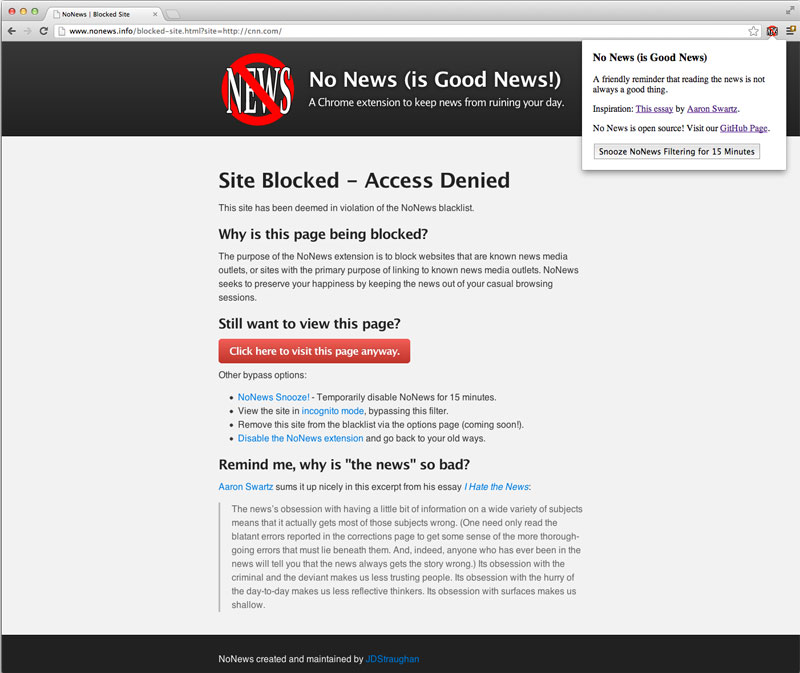 NoNews | Blocked Site
www.nonews.info/blocked-site.html?site=http://cnn.com/
NEWS
No News (is Good News!)
A Chrome extension to keep news from ruining your day.
No News (is Good News)
A friendly reminder that reading the news is not
always a good thing.
Inspiration: This essay by Aaron Swartz.
No News is open source! Visit our GitHub Page.
Snooze NoNews Filtering for 15 Minutes
Site Blocked – Access Denied
This site has been deemed in violation of the NoNews blacklist.
Why is this page being blocked?
The purpose of the NoNews extension is to block websites that are known news media
outlets, or sites with the primary purpose of linking to known news media outlets. NoNews
seeks to preserve your happiness by keeping the news out of your casual browsing
sessions.
Still want to view this page?
Click here to visit this page anyway.
Other bypass options:
• NoNews Snooze! - Temporarily disable NoNews for 15 minutes.
• View the site in incognito mode, bypassing this filter.
• Remove this site from the blacklist via the options page (coming soon!).
• Disable the NoNews extension and go back to your old ways.
Remind me, why is "the news" so bad?
Aaron Swartz sums it up nicely in this excerpt from his essay I Hate the News:
The news's obsession with having a little bit of information on a wide variety of subjects
means that it actually gets most of those subjects wrong. (One need only read the
blatant errors reported in the corrections page to get some sense of the more thorough-
going errors that must lie beneath them. And, indeed, anyone who has ever been in the
news will tell you that the news always gets the story wrong.) Its obsession with the
criminal and the deviant makes us less trusting people. Its obsession with the hurry of
the day-to-day makes us less reflective thinkers. Its obsession with surfaces makes us
shallow.
NoNews created and maintained by JDStraughan